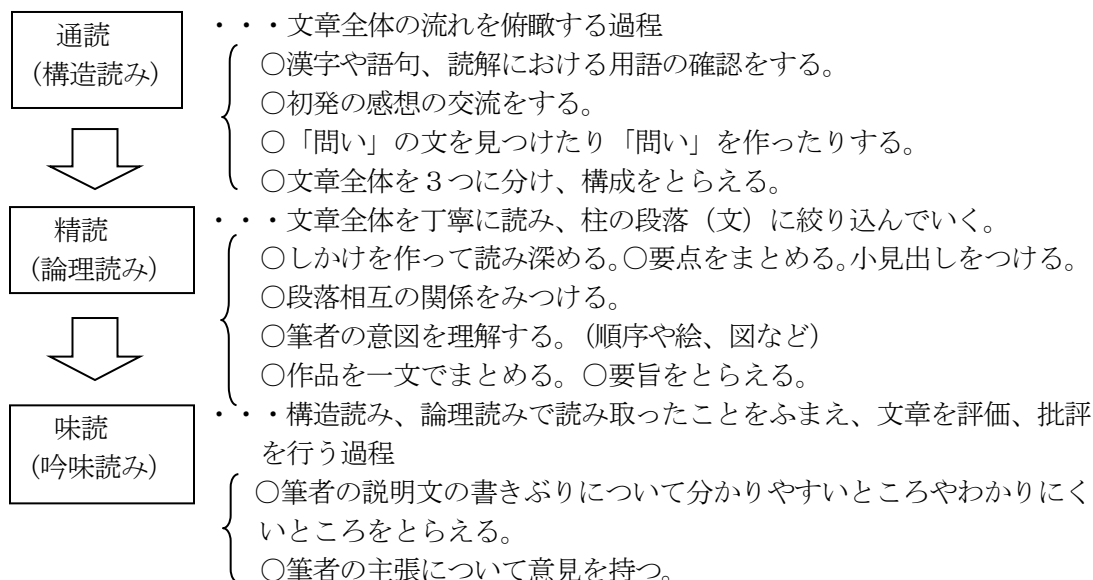 通読
(構造読み)
・・・文章全体の流れを俯瞰する過程
○漢字や語句、読解における用語の確認をする。
○初発の感想の交流をする。
○「問い」の文を見つけたり「問い」を作ったりする。
○文章全体を３つに分け、構成をとらえる。
精読
(論理読み)
・・・文章全体を丁寧に読み、柱の段落（文）に絞り込んでいく。
○しかけを作って読み深める。○要点をまとめる。小見出しをつける。
○段落相互の関係をみつける。
○筆者の意図を理解する。（順序や絵、図など）
○作品を一文でまとめる。○要旨をとらえる。
味読
(吟味読み)
・・・構造読み、論理読みで読み取ったことをふまえ、文章を評価、批評
を行う過程
○筆者の説明文の書きぶりについて分かりやすいところやわかりにく
いところをとらえる。
○筆者の主張について意見を持つ。